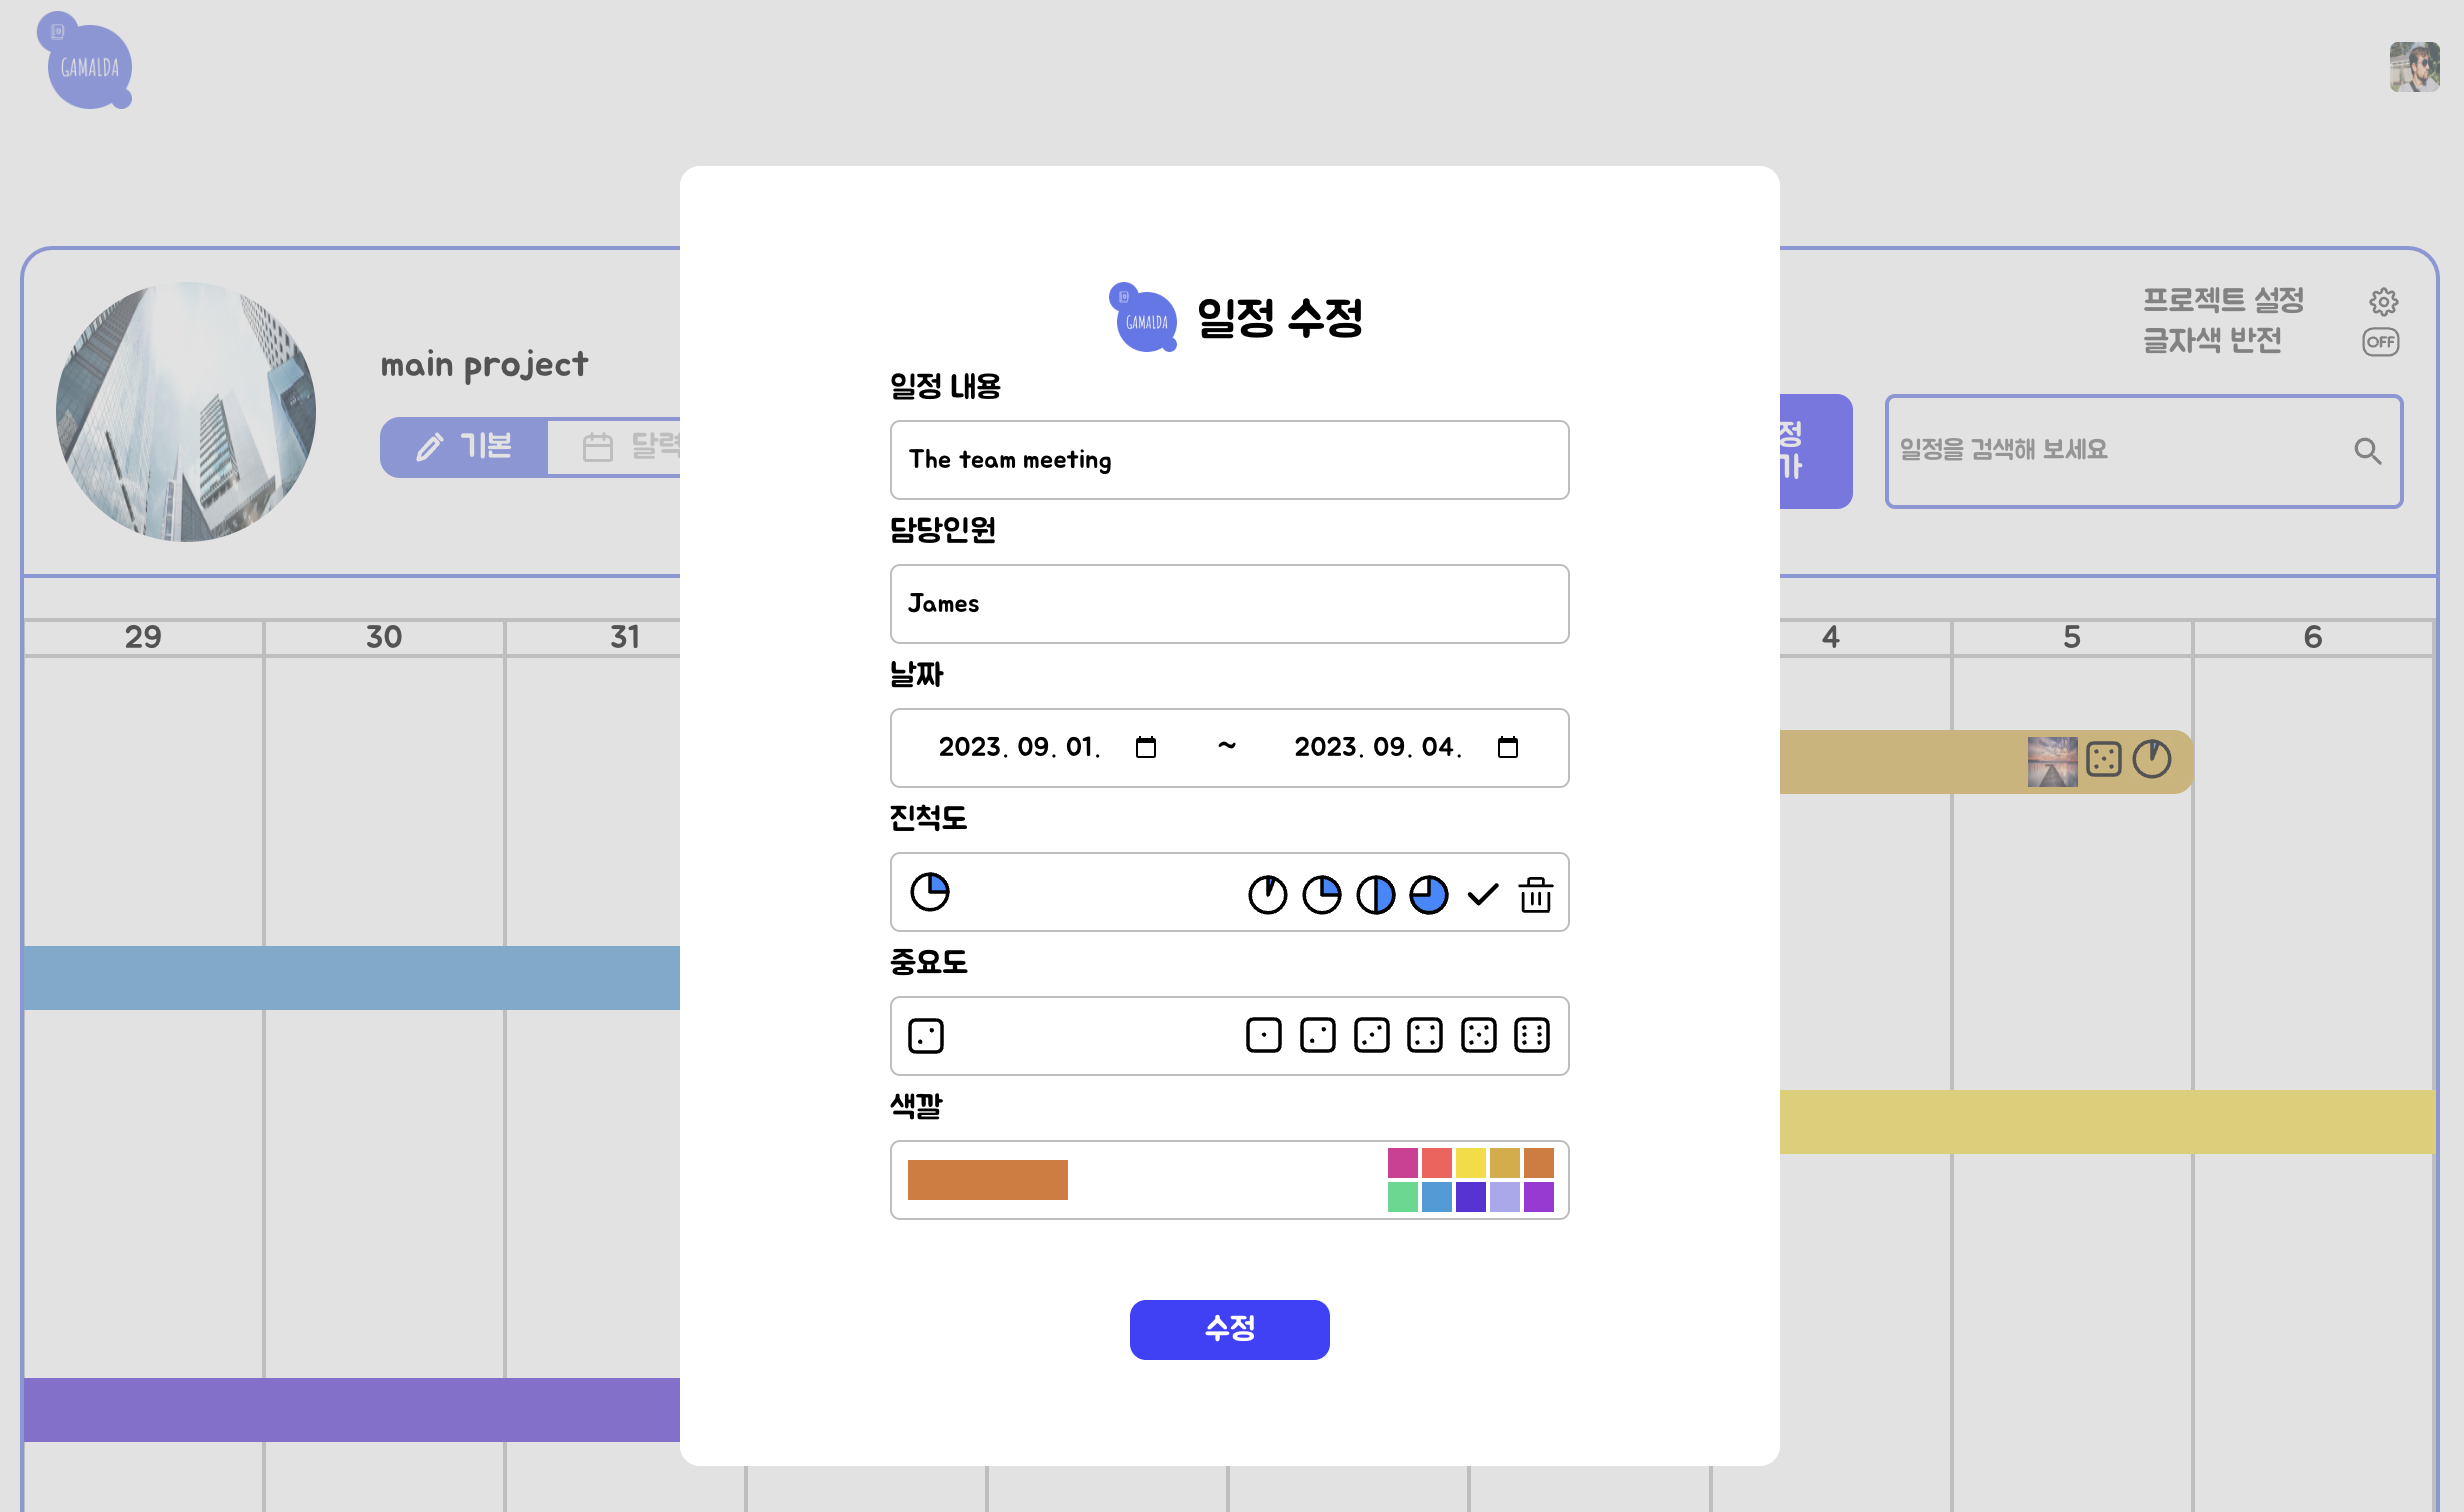 GAMALDA
프로젝트 설정
글자색 반전
OFF
main project
기본
달력
정
가
일정을 검색해 보세요
29
30
31
4
5
6
GAMALDA
일정 수정
일정 내용
The team meeting
담당인원
James
날짜
2023. 09. 01. ~ 2023. 09. 04.
진척도
중요도
색깔
수정